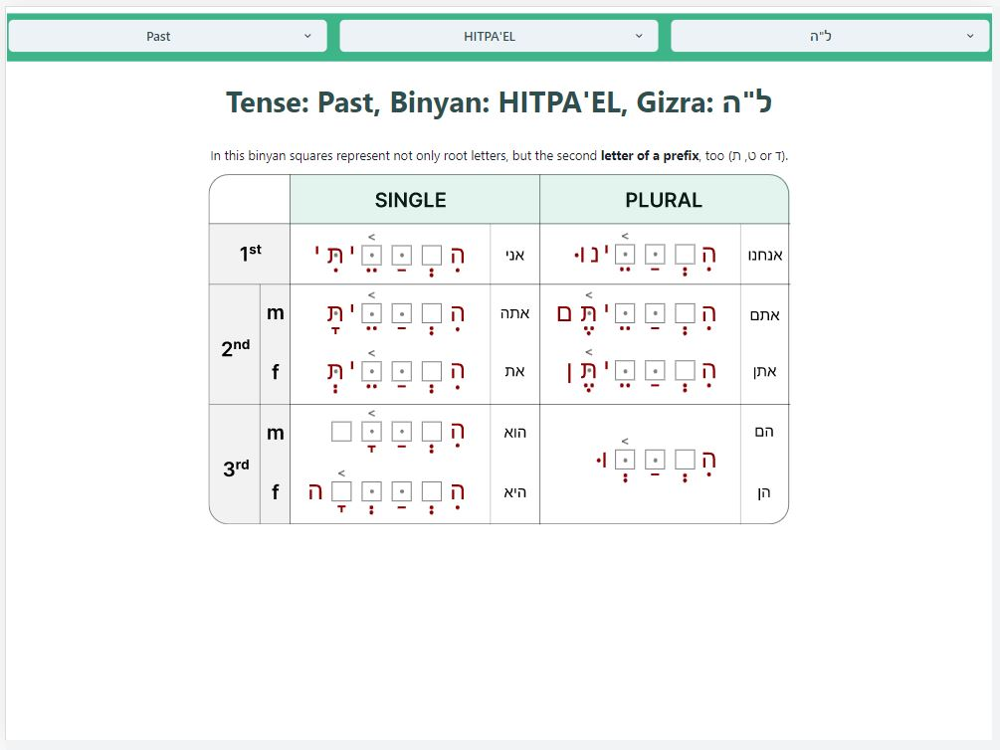 Past HITPA'EL ל"ה
Tense: Past, Binyan: HITPA'EL, Gizra: ל"ה
In this binyan squares represent not only root letters, but the second letter of a prefix, too (ת ,ט or ד).
SINGLE PLURAL
1st
הִ□ְ□ַּ□ֵּיתִּי
אני
הִ□ְ□ַּ□ֵּינוּ
אנחנו
2nd
m
הִ□ְ□ַּ□ֵּיתָּ
אתה
הִ□ְ□ַּ□ֵּיתֶּם
אתם
f
הִ□ְ□ַּ□ֵּיתְּ
את
הִ□ְ□ַּ□ֵּיתֶּן
אתן
3rd
m
הִ□ְ□ַּ□ָּ□
הוא
הִ□ְ□ַּ□ְּוּ
הם
f
הִ□ְ□ַּ□ְּ□ָה
היא
הן